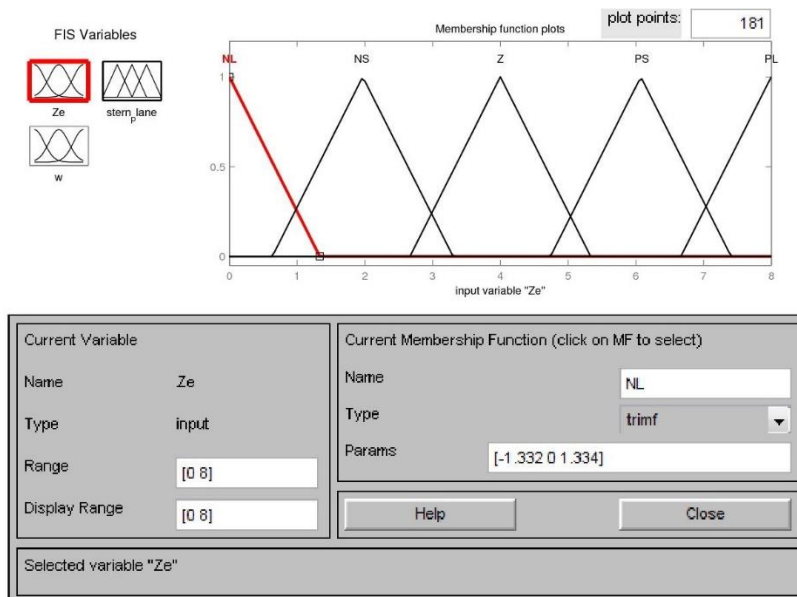 FIS Variables
Ze
stern_lane
p
w
Membership function plots
plot points:
181
NL
NS
Z
PS
PL
1
0.5
0
0
1
2
3
4
5
6
7
8
input variable "Ze"
Current Variable
Name
Ze
Type
input
Range
[0 8]
Display Range
[0 8]
Current Membership Function (click on MF to select)
Name
NL
Type
trimf
Params
[-1.332 0 1.334]
Help
Close
Selected variable "Ze"